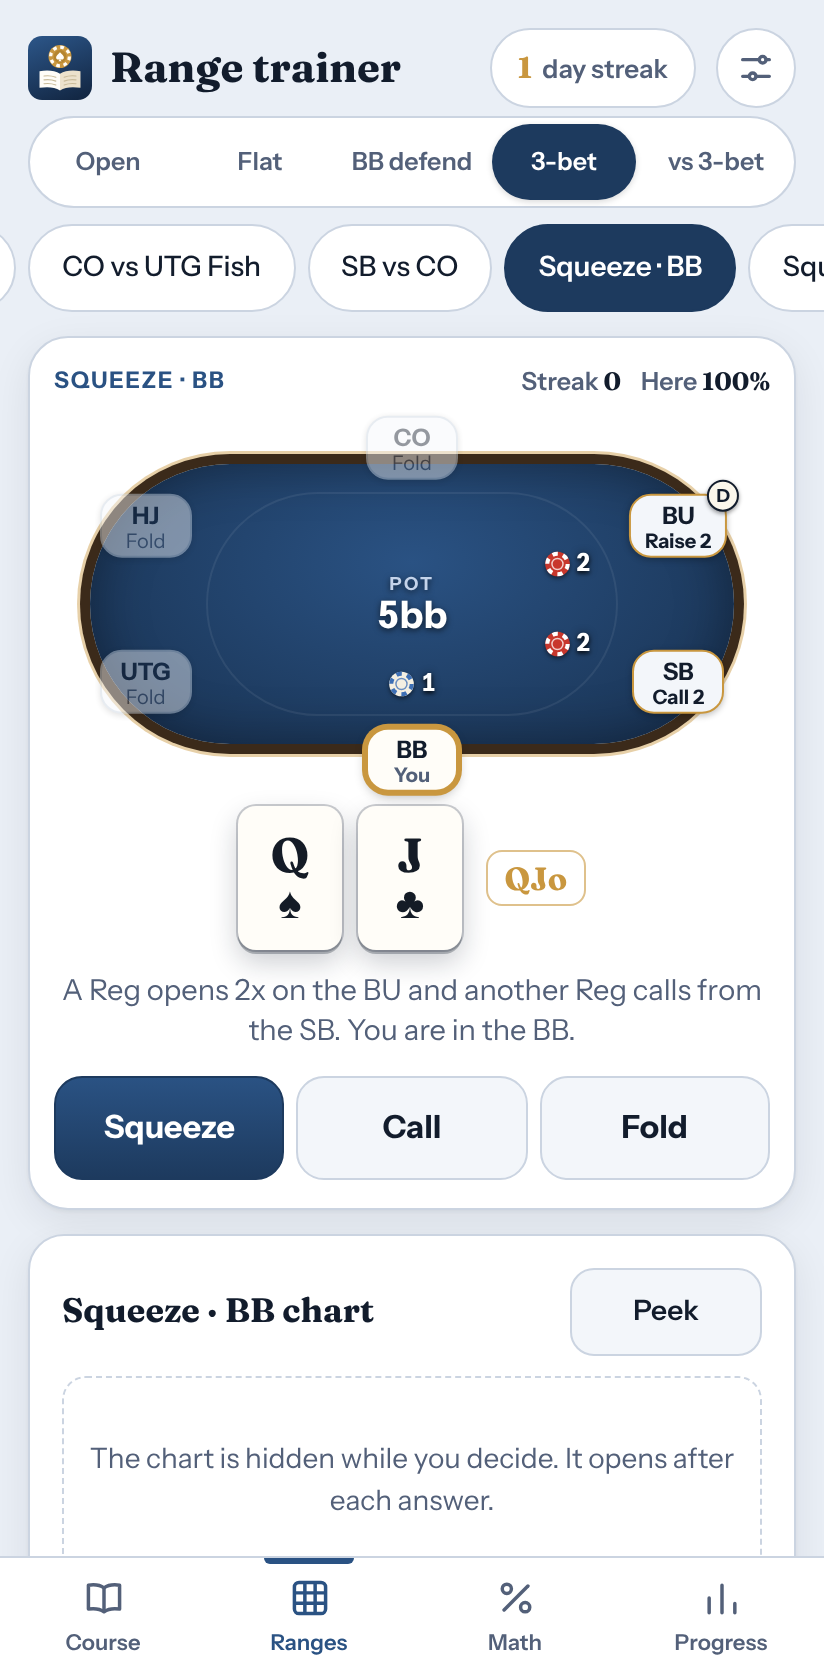 Range trainer
1 day streak
Open Flat BB defend 3-bet vs 3-bet
CO vs UTG Fish SB vs CO Squeeze · BB Squ
SQUEEZE · BB Streak 0 Here 100%
CO
Fold
HJ
Fold
D
BU
Raise 2
2
POT
5bb
2
UTG
Fold
SB
Call 2
1
BB
You
Q J
QJo
A Reg opens 2x on the BU and another Reg calls from
the SB. You are in the BB.
Squeeze Call Fold
Squeeze · BB chart Peek
The chart is hidden while you decide. It opens after
each answer.
Course Ranges Math Progress